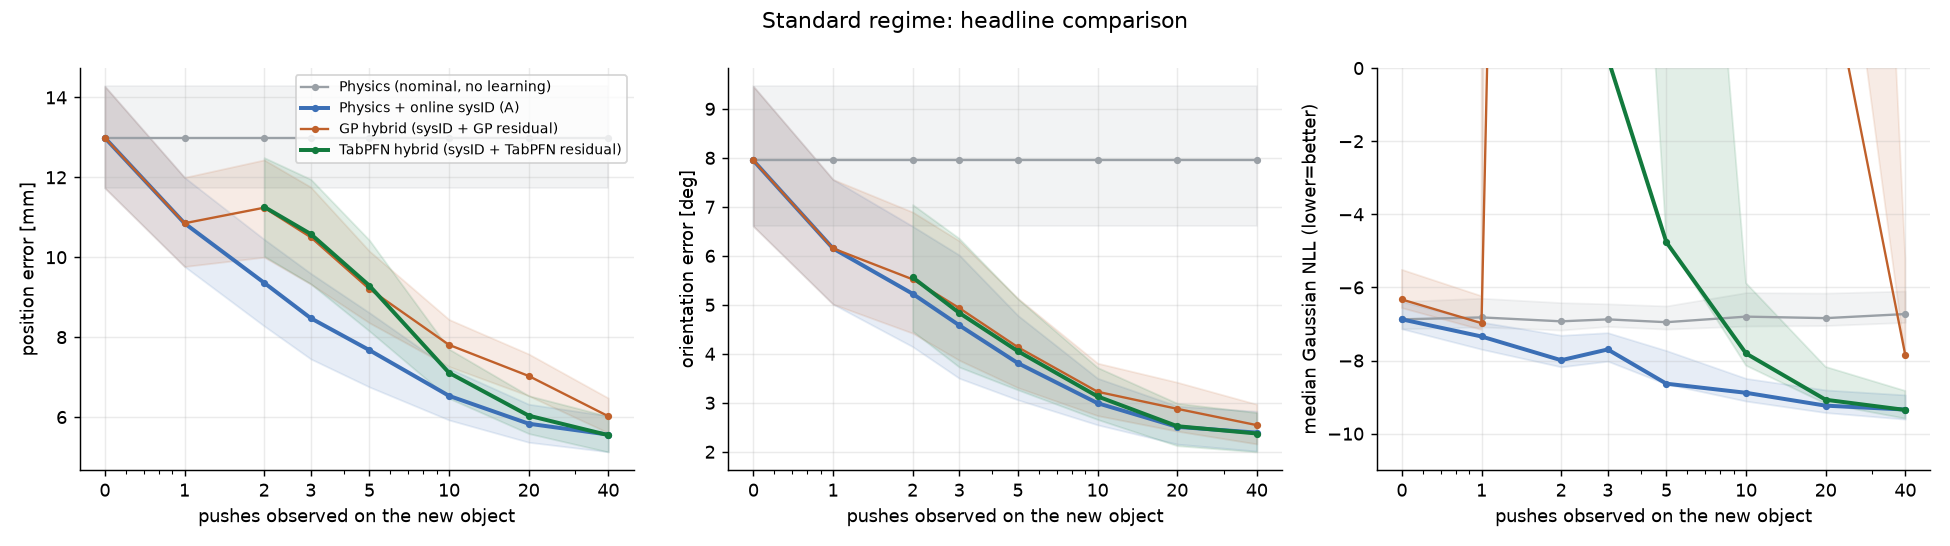 Standard regime: headline comparison
position error [mm]
14
12
10
8
6
Physics (nominal, no learning)
Physics + online sysID (A)
GP hybrid (sysID + GP residual)
TabPFN hybrid (sysID + TabPFN residual)
0 1 2 3 5 10 20 40
pushes observed on the new object
orientation error [deg]
9
8
7
6
5
4
3
2
0 1 2 3 5 10 20 40
pushes observed on the new object
median Gaussian NLL (lower=better)
0
−2
−4
−6
−8
−10
0 1 2 3 5 10 20 40
pushes observed on the new object